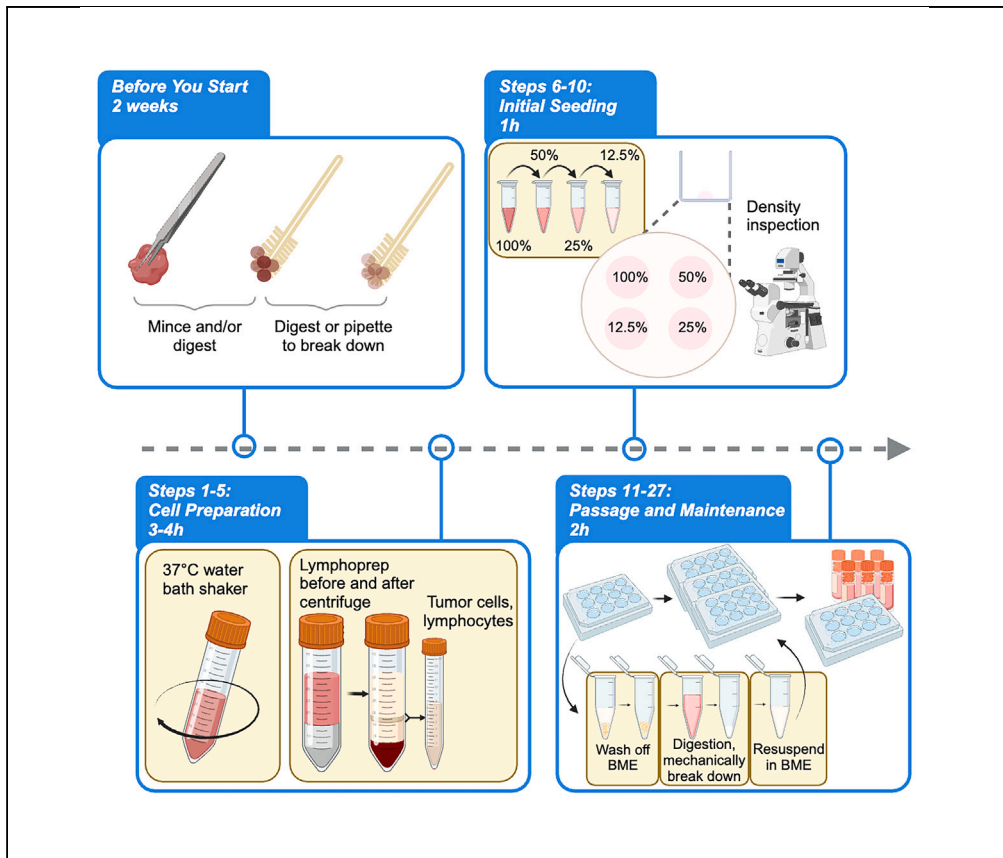 Before You Start
2 weeks
Mince and/or
digest
Digest or pipette
to break down
Steps 6-10:
Initial Seeding
1h
50%
12.5%
100%
25%
Density
inspection
100%
50%
12.5%
25%
Steps 1-5:
Cell Preparation
3-4h
37°C water
bath shaker
Lymphoprep
before and after
centrifuge
Tumor cells,
lymphocytes
Steps 11-27:
Passage and Maintenance
2h
Wash off
BME
Digestion,
mechanically
break down
Resuspend
in BME